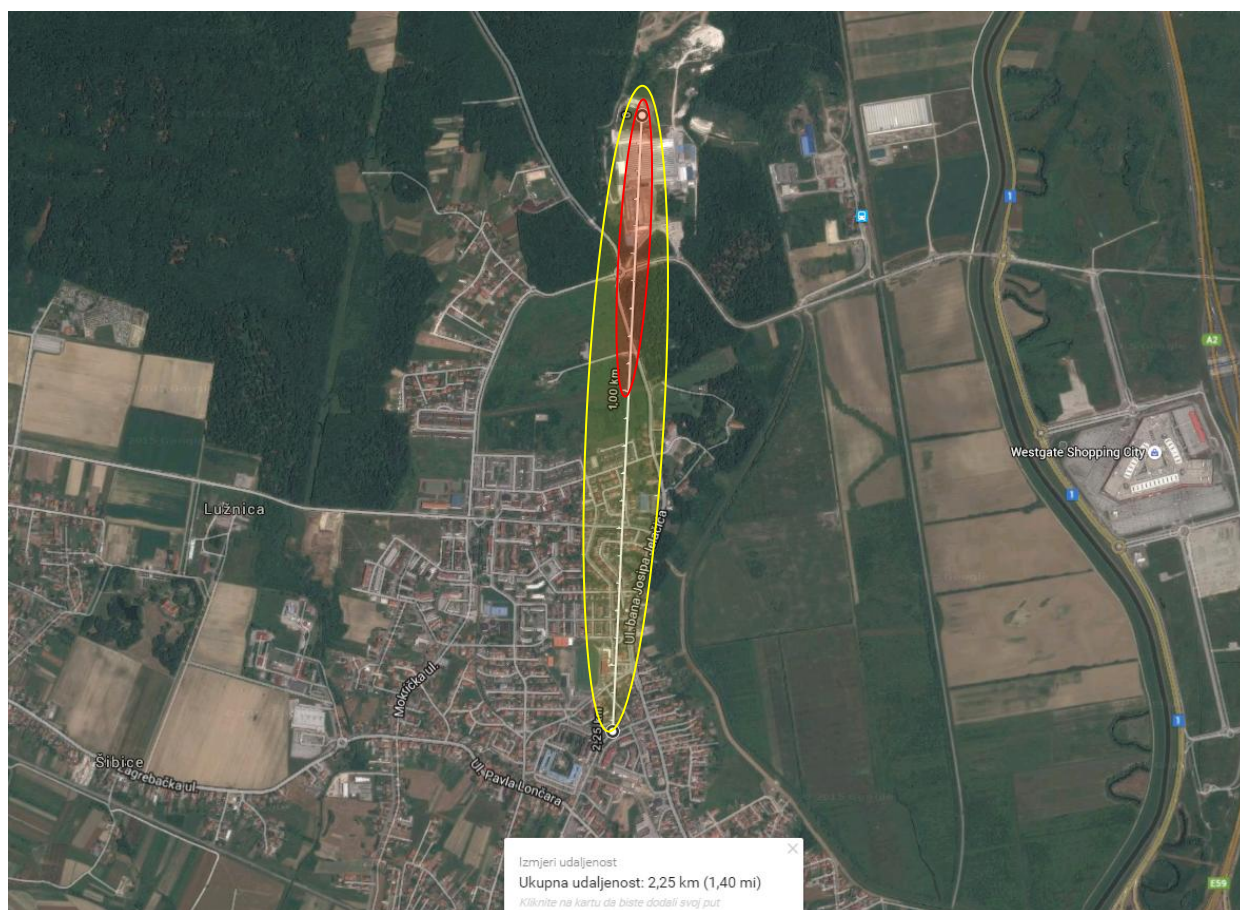 1
A2
1,00 km
Westgate Shopping City
1
Lužnica
Ul. bana Josipa Jelačića
Mokrička ul.
2,25 km
1
Šibice
Zagrebačka ul.
Ul. Pavla Lončara
Izmjeri udaljenost
Ukupna udaljenost: 2,25 km (1,40 mi)
Kliknite na kartu da biste dodali svoj put
E59